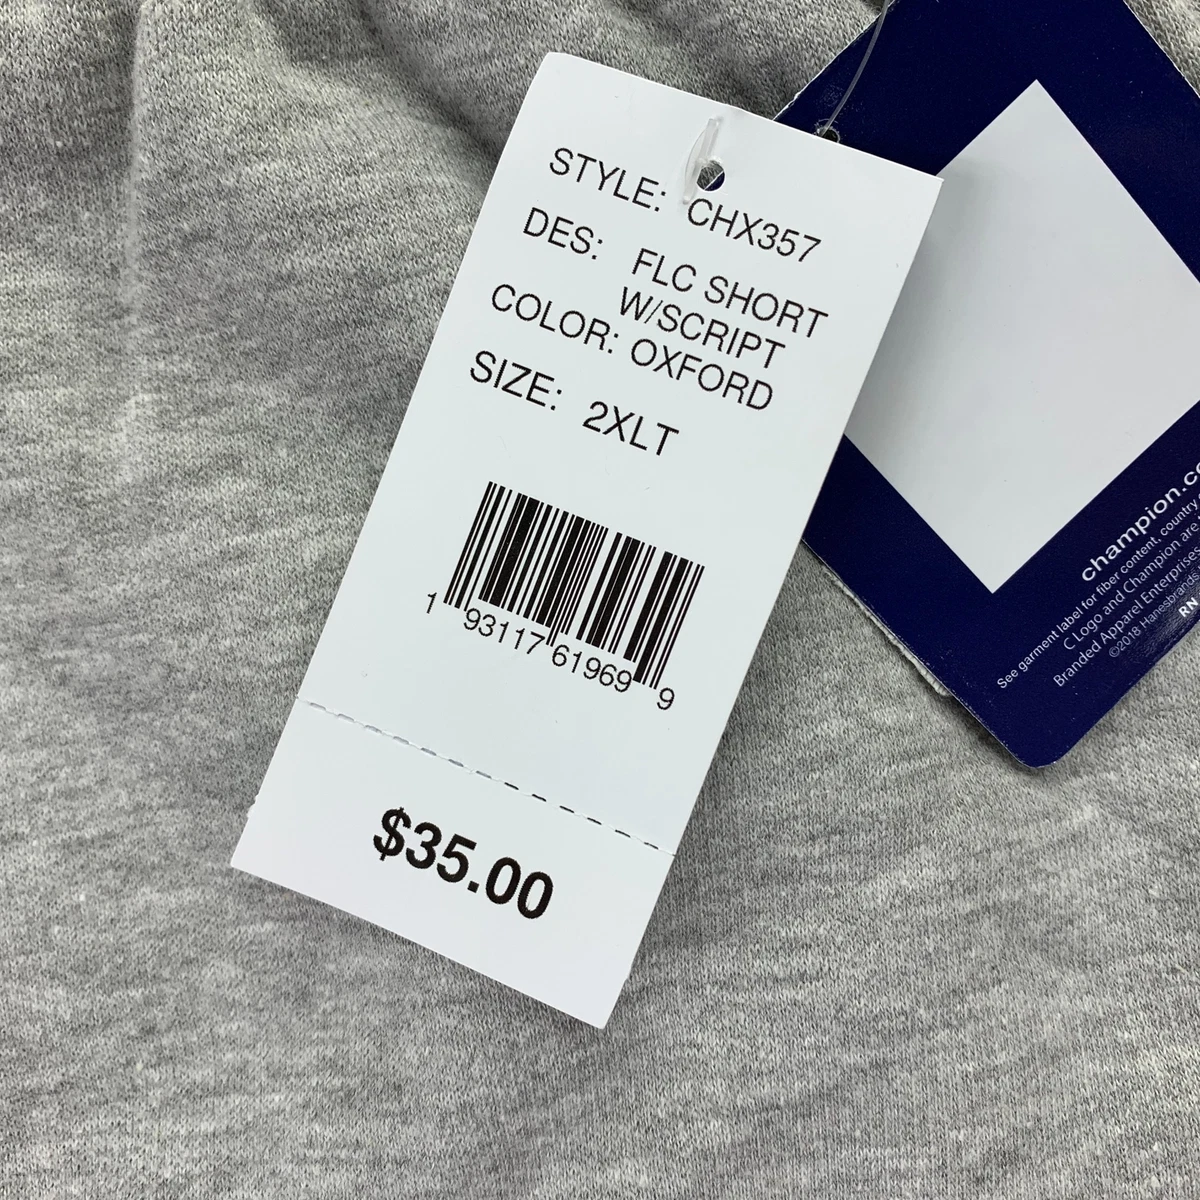 STYLE: CHX357
DES: FLC SHORT
W/SCRIPT
COLOR: OXFORD
SIZE: 2XLT
1 93117 61969 9
$35.00
champion.c
See garment label for fiber content, country
C Logo and Champion are
Branded Apparel Enterprises
©2018 Hanesbrands
RN